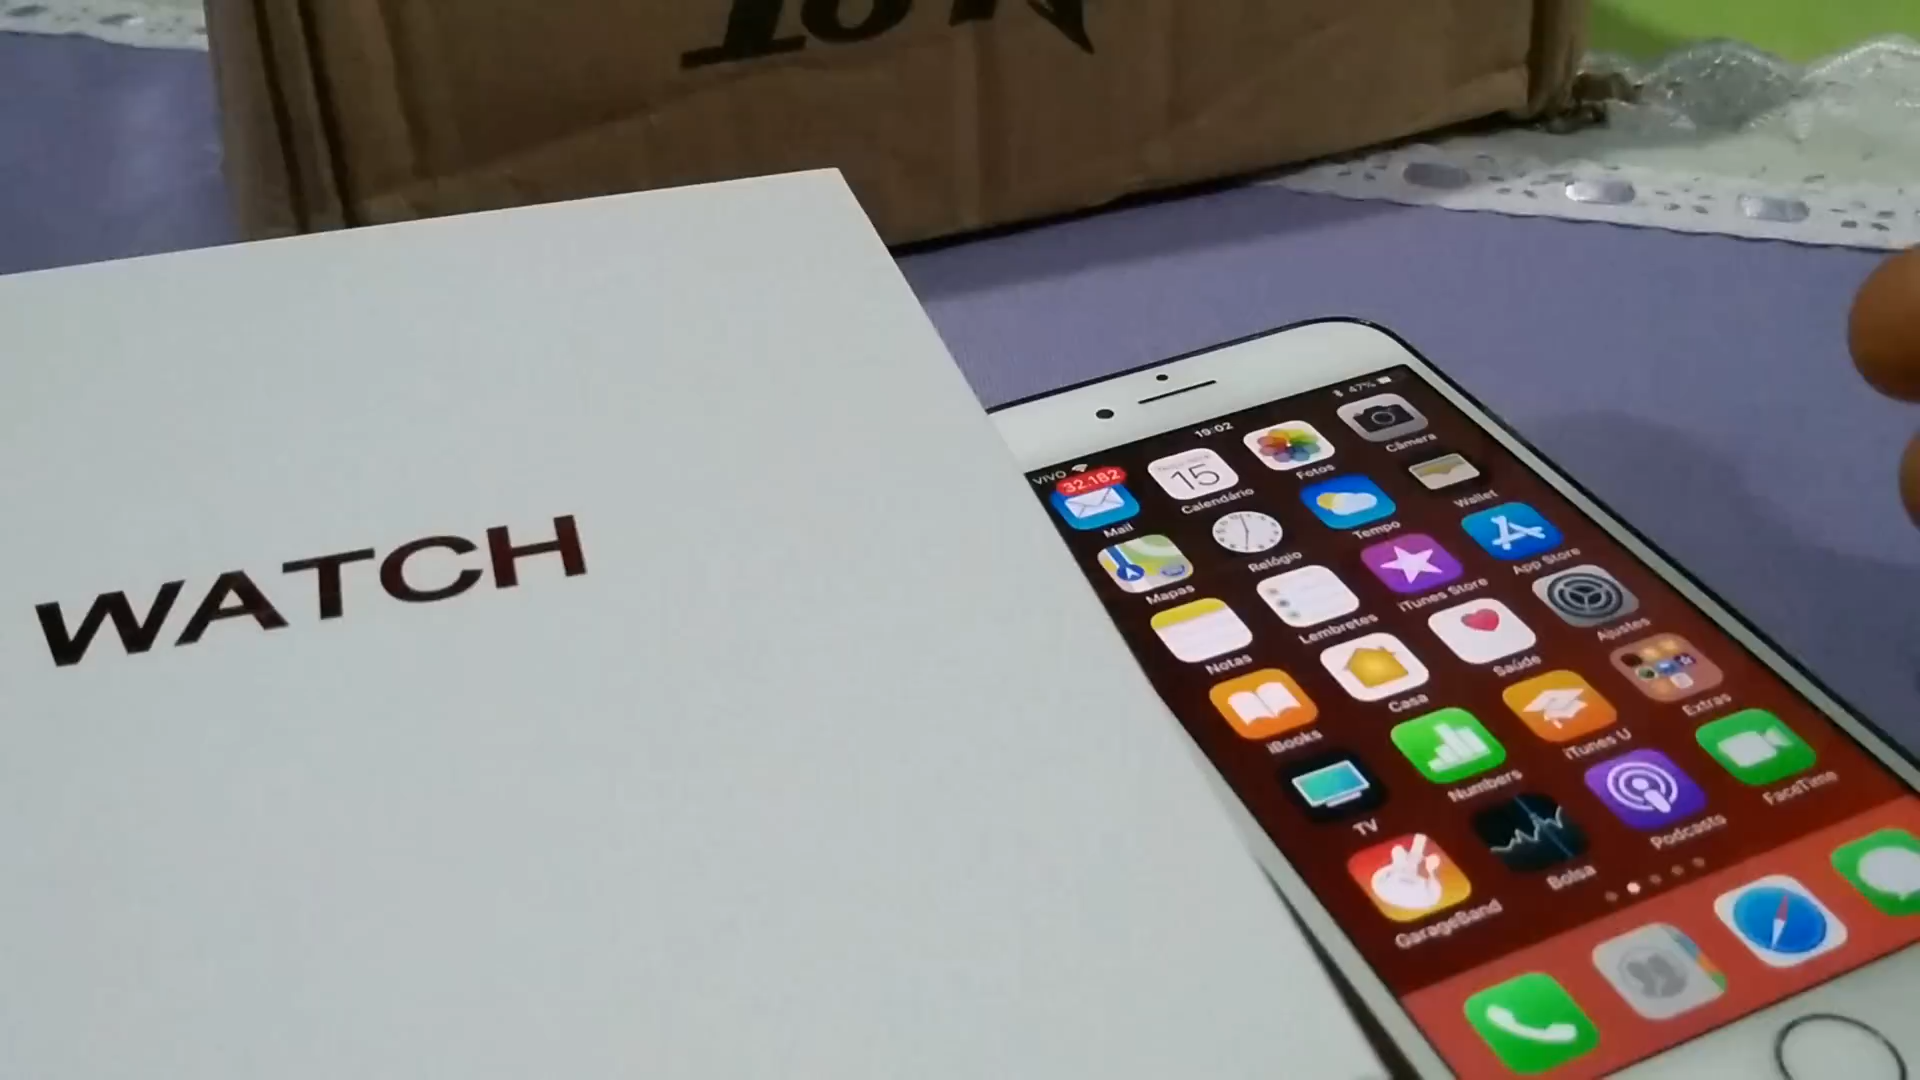 WATCH
VIVO
19:02
47%
32.182
15
Mail
Calendário
Fotos
Câmera
Mapas
Relógio
Tempo
Wallet
Notas
Lembretes
iTunes Store
App Store
iBooks
Casa
Saúde
Ajustes
TV
Numbers
iTunes U
Extras
GarageBand
Bolsa
Podcasts
FaceTime